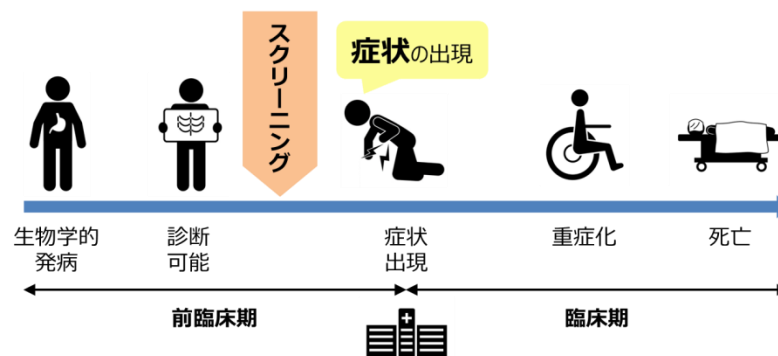 スクリーニング
症状の出現
生物学的
発病
診断
可能
症状
出現
重症化
死亡
前臨床期
臨床期